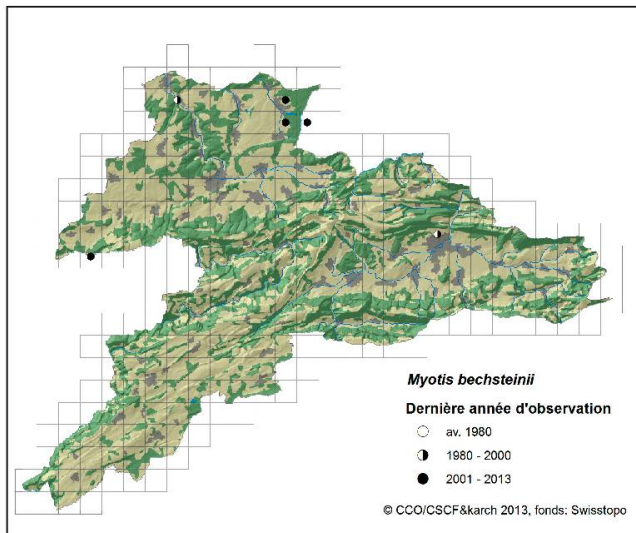 Myotis bechsteinii
Dernière année d'observation
av. 1980
1980 - 2000
2001 - 2013
© CCO/CSCF&karch 2013, fonds: Swisstopo